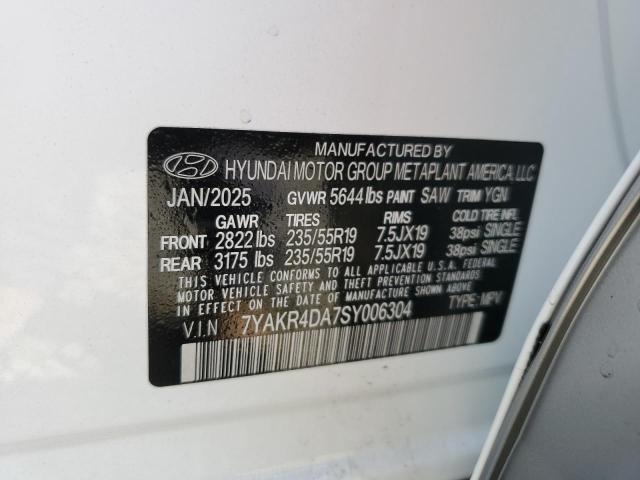 MANUFACTURED BY
HYUNDAI MOTOR GROUP METAPLANT AMERICA, LLC
JAN/2025 GVWR 5644 lbs PAINT SAW TRIM YGN
GAWR TIRES RIMS COLD TIRE INFL.
FRONT 2822 lbs 235/55R19 7.5JX19 38psi SINGLE
REAR 3175 lbs 235/55R19 7.5JX19 38psi SINGLE
THIS VEHICLE CONFORMS TO ALL APPLICABLE U.S.A. FEDERAL
MOTOR VEHICLE SAFETY, BUMPER, AND THEFT PREVENTION
STANDARDS IN EFFECT ON THE DATE OF MANUFACTURE SHOWN ABOVE.
V.I.N 7YAKR4DA7SY006304 TYPE: MPV